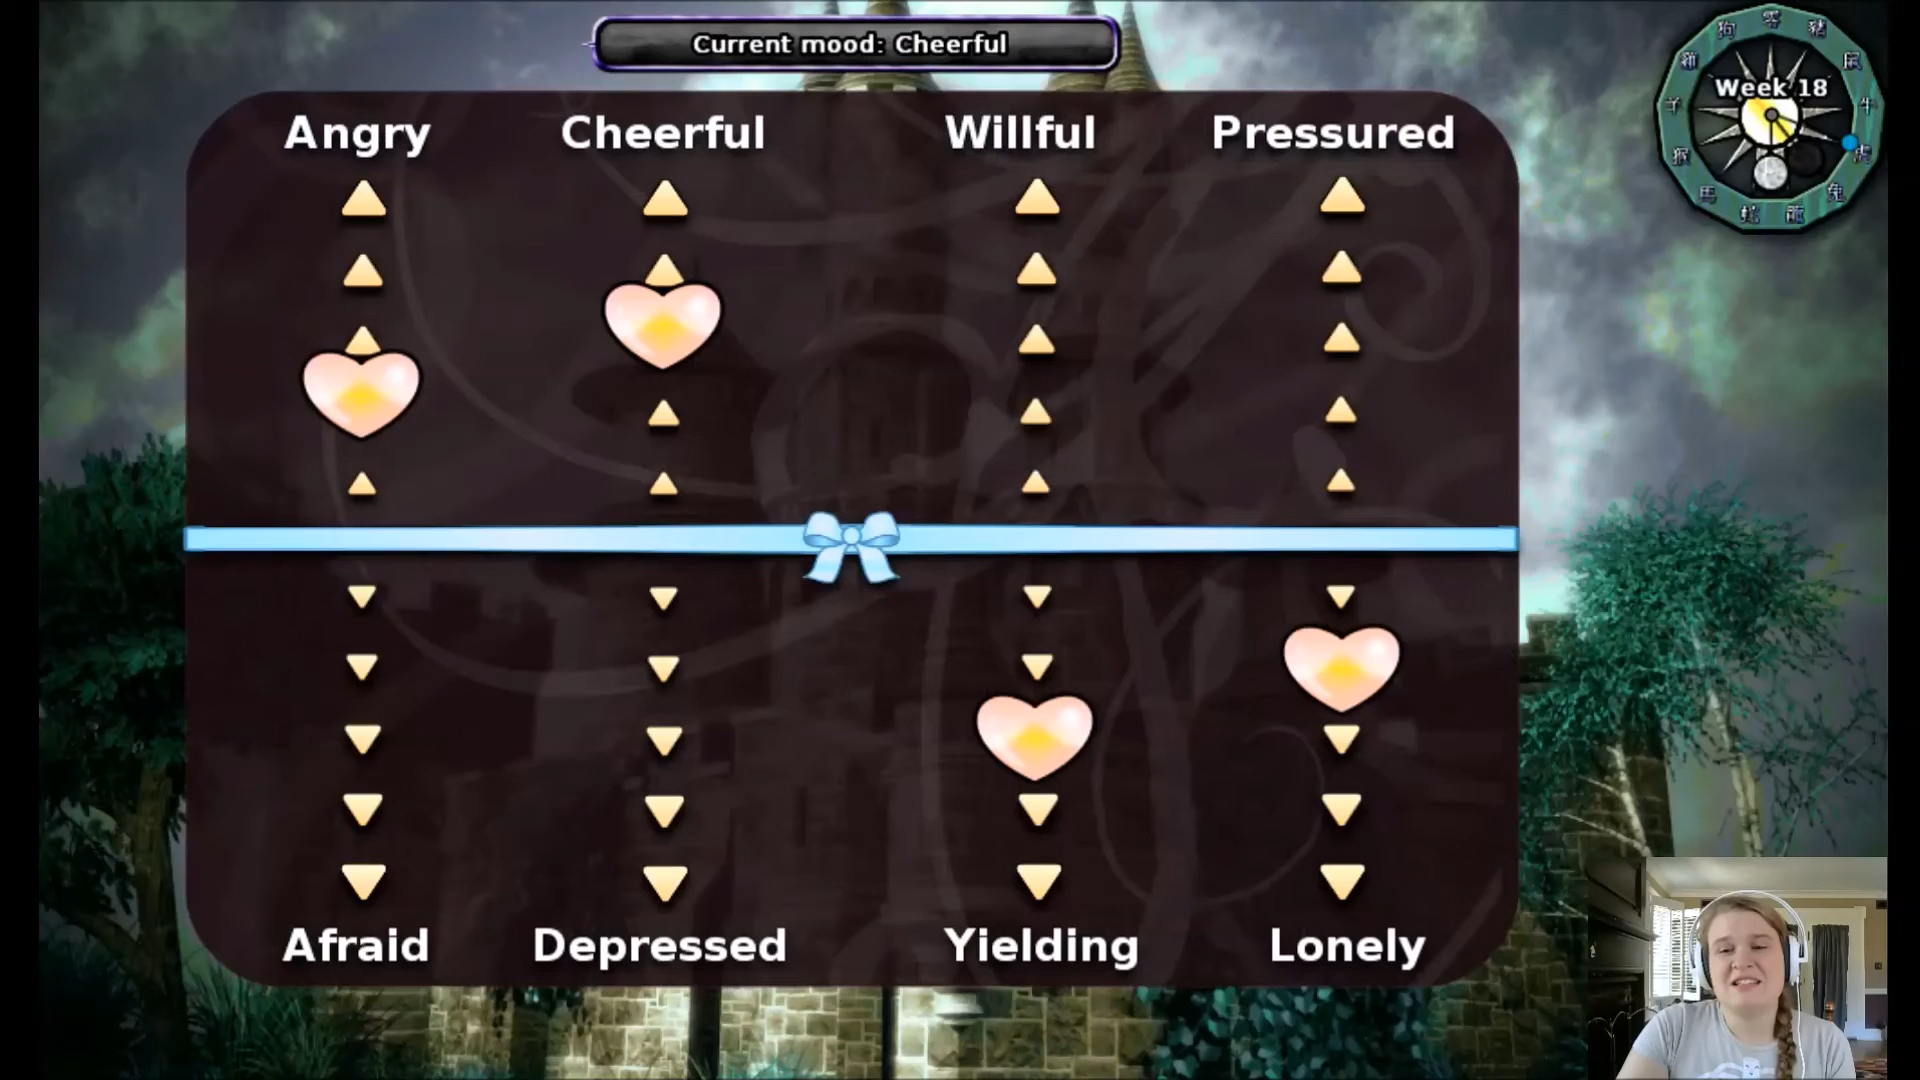 Current mood: Cheerful
Week 18
Angry Cheerful Willful Pressured
Afraid Depressed Yielding Lonely